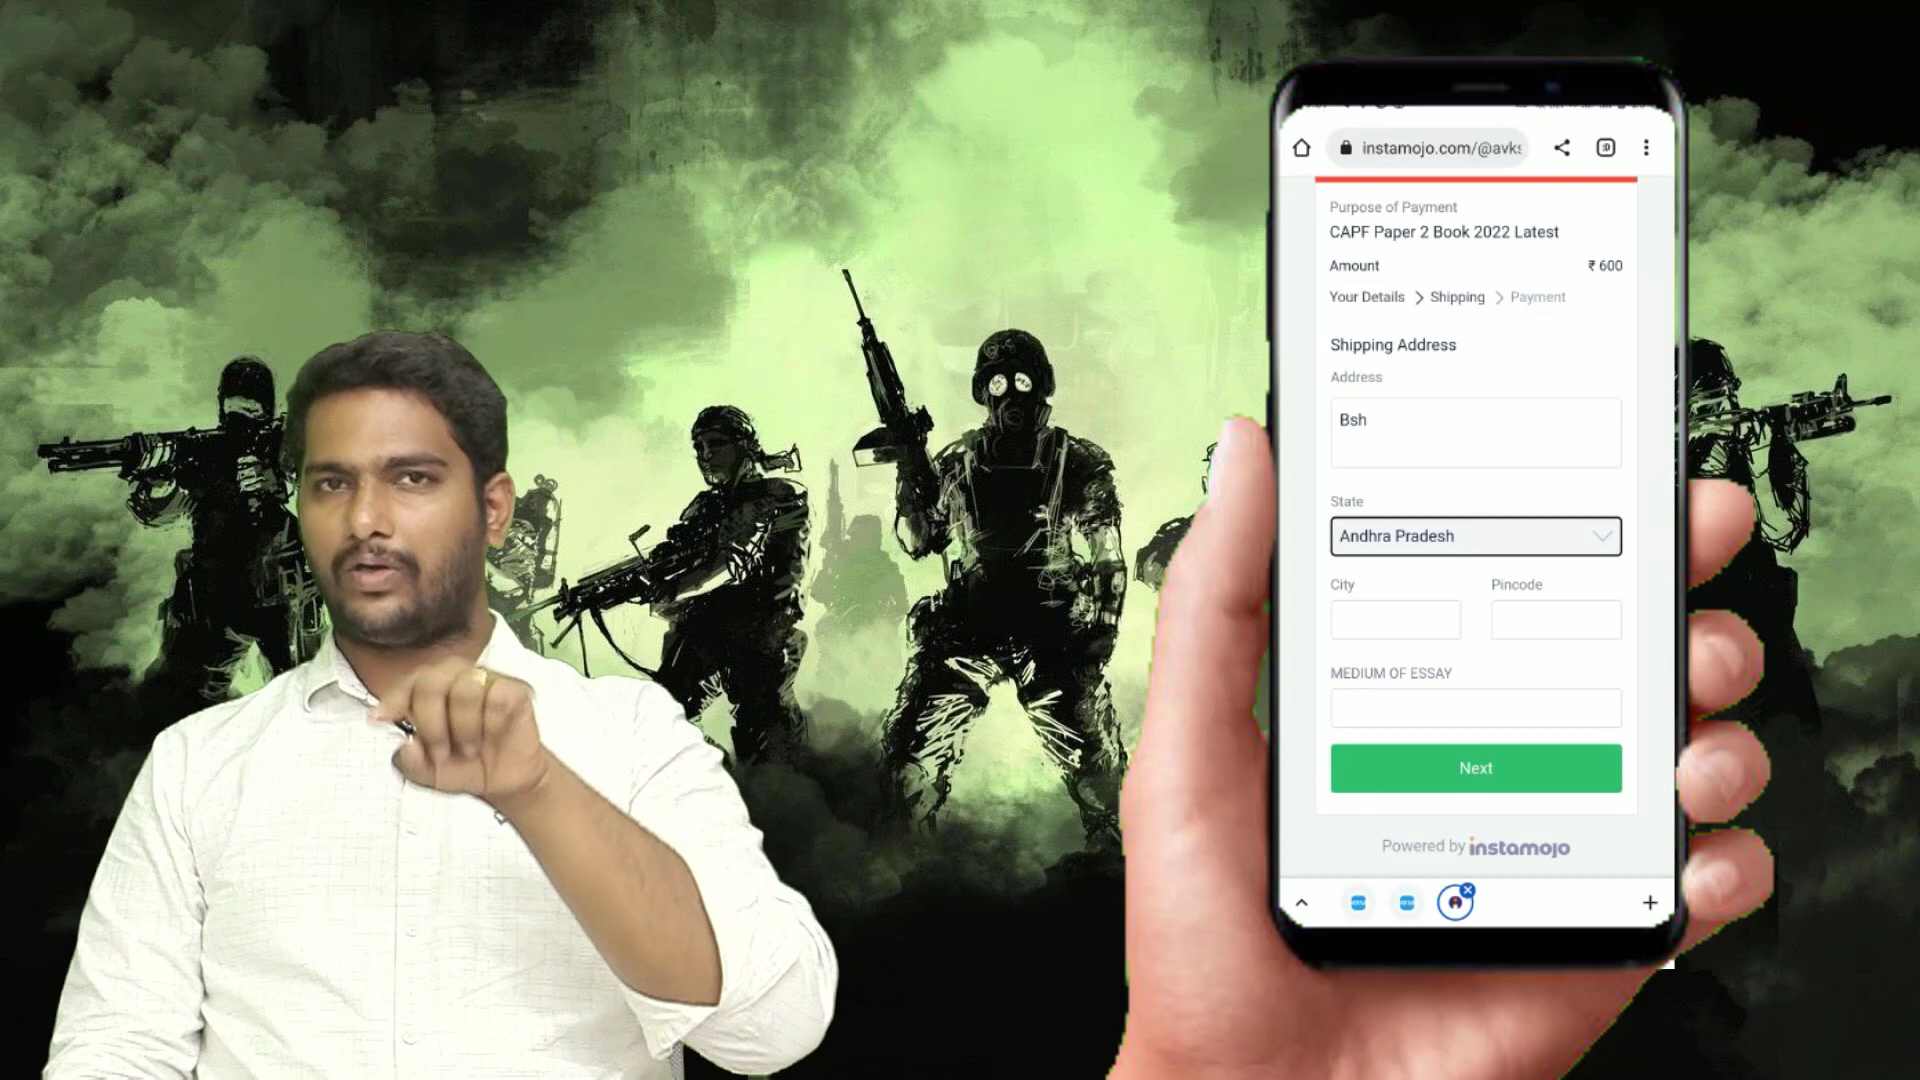 instamojo.com/@avks
Purpose of Payment
CAPF Paper 2 Book 2022 Latest
Amount ₹ 600
Your Details > Shipping > Payment
Shipping Address
Address
Bsh
State
Andhra Pradesh
City Pincode
MEDIUM OF ESSAY
Next
Powered by instamojo